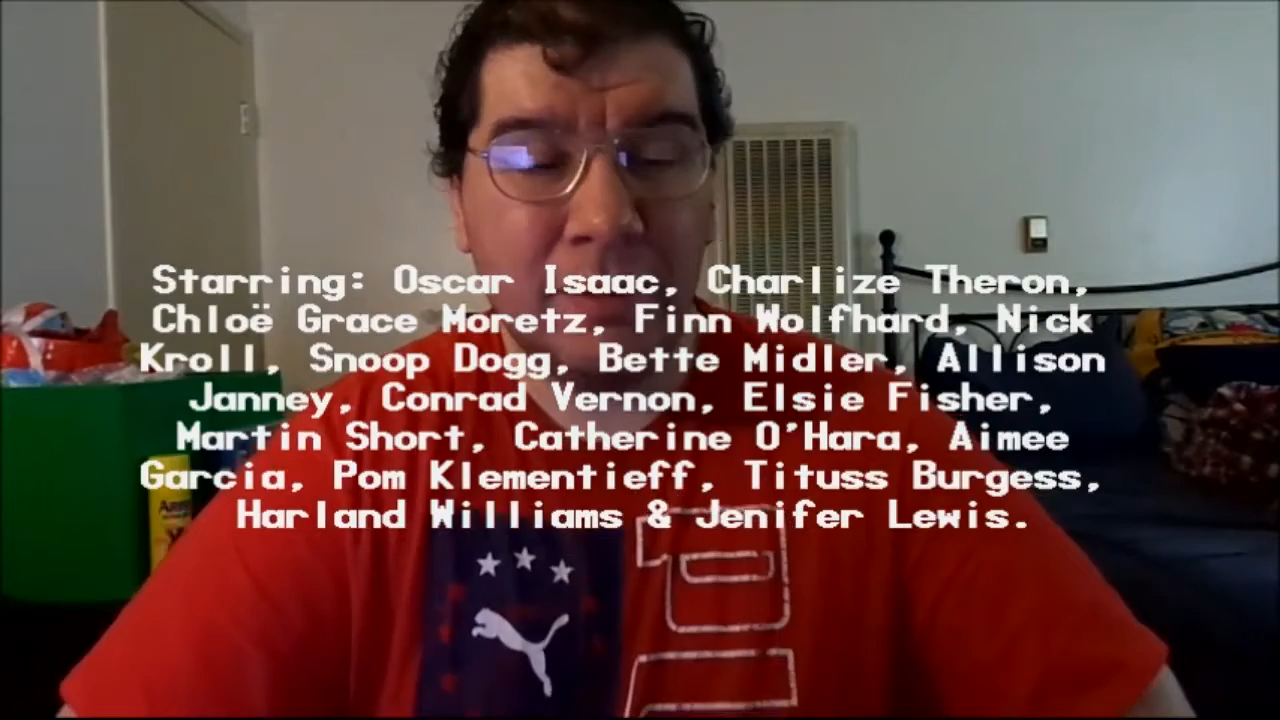 Starring: Oscar Isaac, Charlize Theron,
Chloë Grace Moretz, Finn Wolfhard, Nick
Kroll, Snoop Dogg, Bette Midler, Allison
Janney, Conrad Vernon, Elsie Fisher,
Martin Short, Catherine O'Hara, Aimee
Garcia, Pom Klementieff, Tituss Burgess,
Harland Williams & Jenifer Lewis.